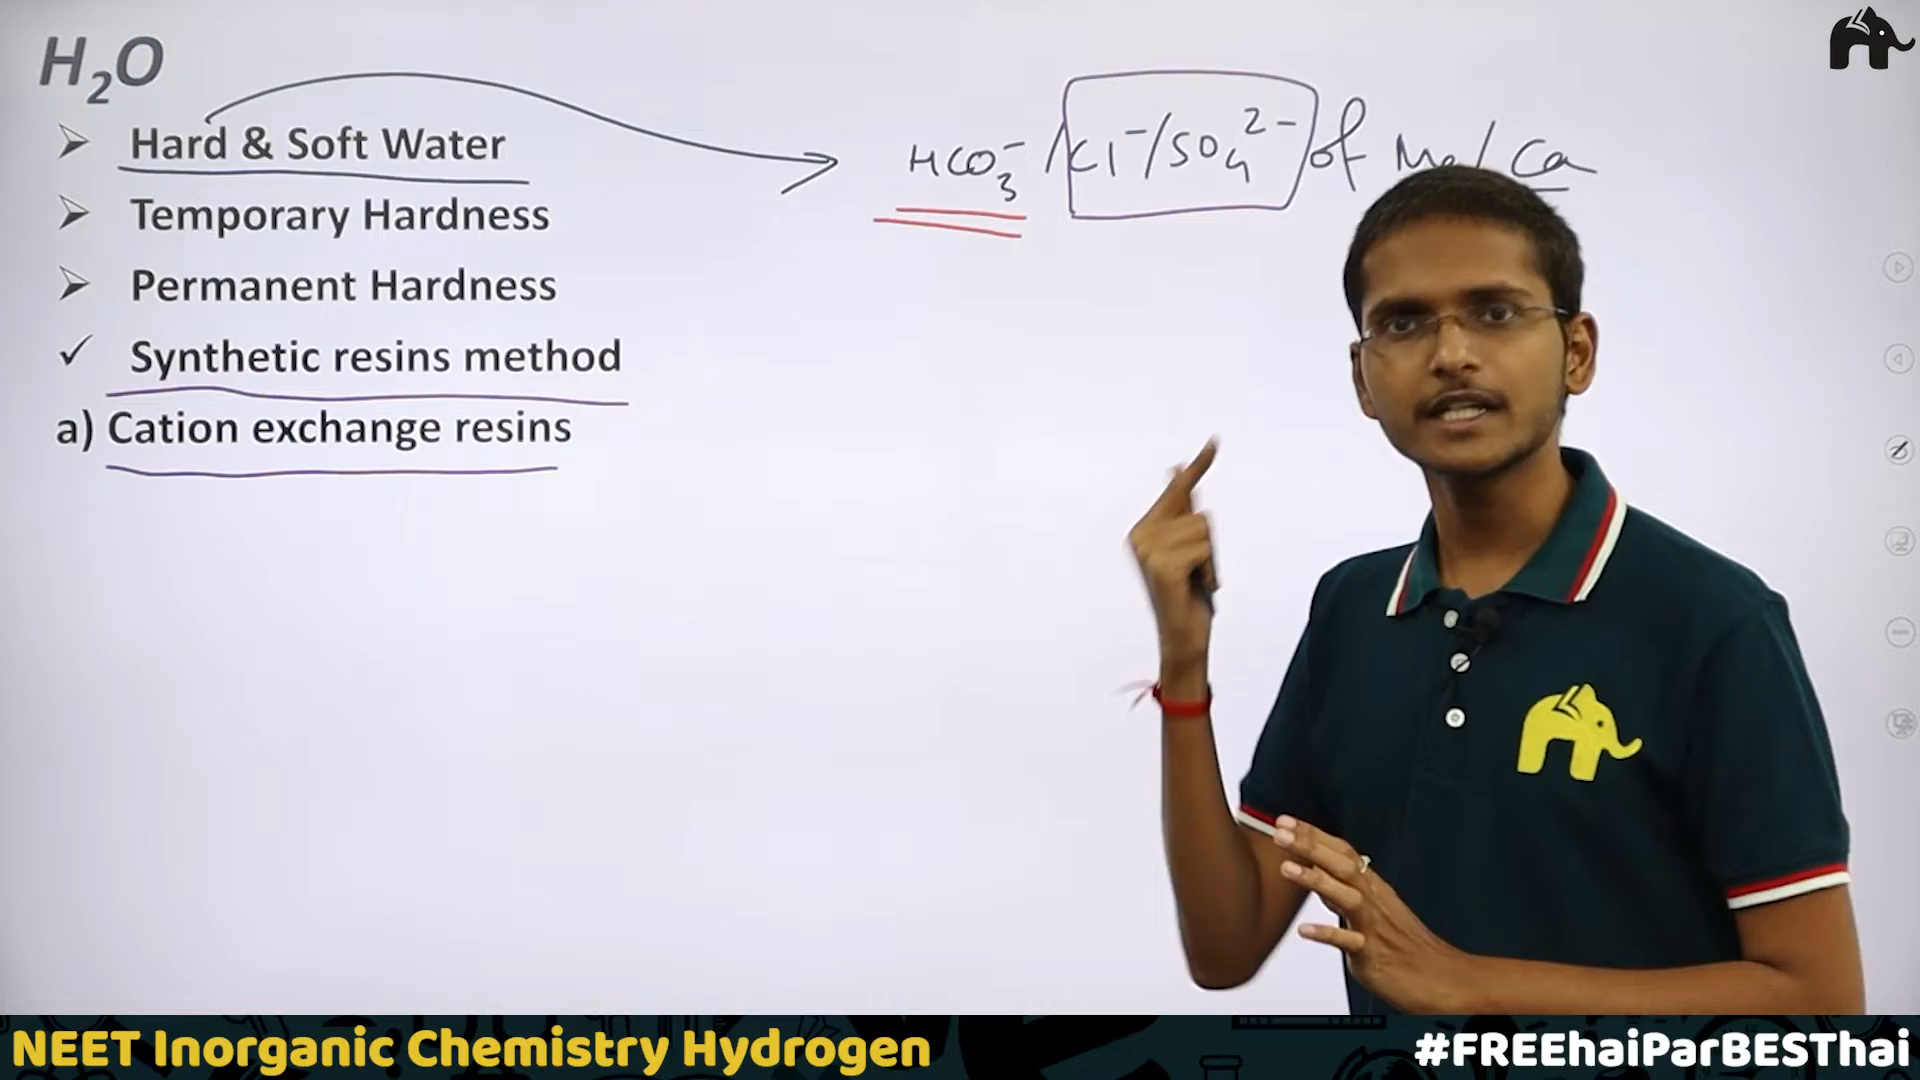 H₂O
➢ Hard & Soft Water
HCO₃⁻ / Cl⁻/SO₄²⁻ of Mg/Ca
➢ Temporary Hardness
➢ Permanent Hardness
✓ Synthetic resins method
a) Cation exchange resins
NEET Inorganic Chemistry Hydrogen
#FREEhaiParBESThai